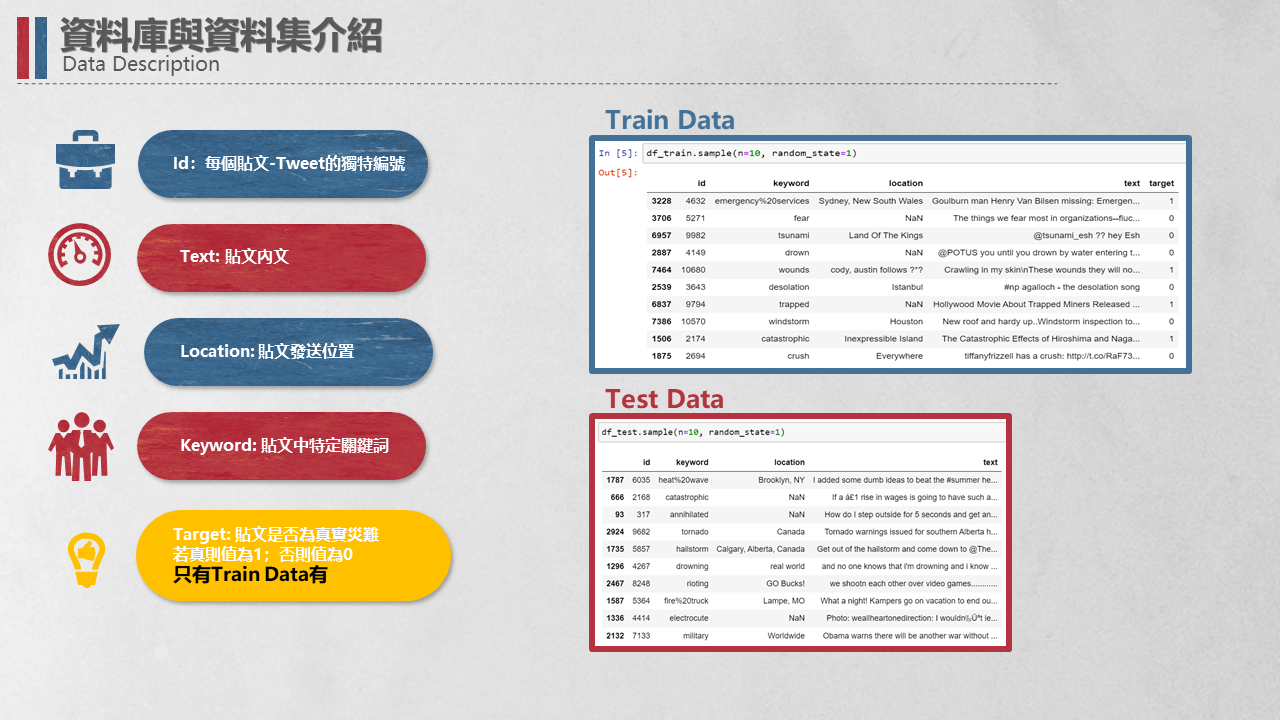 資料庫與資料集介紹
Data Description
Id：每個貼文-Tweet的獨特編號
Text: 貼文內文
Location: 貼文發送位置
Keyword: 貼文中特定關鍵詞
Target: 貼文是否為真實災難
若真則值為1；否則值為0
只有Train Data有
Train Data
In [5]: df_train.sample(n=10, random_state=1)
Out[5]:
id keyword location text target
3228 4632 emergency%20services Sydney, New South Wales Goulburn man Henry Van Bilsen missing: Emergen... 1
3706 5271 fear NaN The things we fear most in organizations--fluc... 0
6957 9982 tsunami Land Of The Kings @tsunami_esh ?? hey Esh 0
2887 4149 drown NaN @POTUS you until you drown by water entering t... 0
7464 10680 wounds cody, austin follows ?*? Crawling in my skin\nThese wounds they will no... 1
2539 3643 desolation Istanbul #np agalloch - the desolation song 0
6837 9794 trapped NaN Hollywood Movie About Trapped Miners Released ... 1
7386 10570 windstorm Houston New roof and hardy up..Windstorm inspection to... 0
1506 2174 catastrophic Inexpressible Island The Catastrophic Effects of Hiroshima and Naga... 1
1875 2694 crush Everywhere tiffanyfrizzell has a crush: http://t.co/RaF73... 0
Test Data
df_test.sample(n=10, random_state=1)
id keyword location text
1787 6035 heat%20wave Brooklyn, NY I added some dumb ideas to beat the #summer he...
666 2168 catastrophic NaN If a â£1 rise in wages is going to have such a...
93 317 annihilated NaN How do I step outside for 5 seconds and get an...
2924 9682 tornado Canada Tornado warnings issued for southern Alberta h...
1735 5857 hailstorm Calgary, Alberta, Canada Get out of the hailstorm and come down to @The...
1296 4267 drowning real world and no one knows that i'm drowning and i know ...
2467 8248 rioting GO Bucks! we shootn each other over video games............
1587 5364 fire%20truck Lampe, MO What a night! Kampers go on vacation to end ou...
1336 4414 electrocute NaN Photo: weallheartonedirection: I le...
2132 7133 military Worldwide Obama warns there will be another war without ...